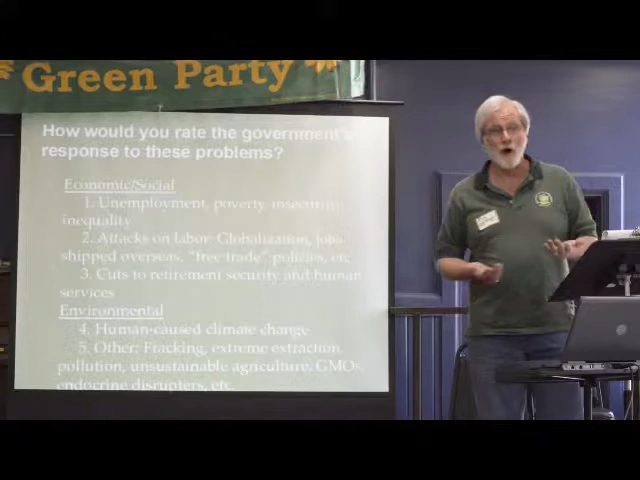 Green Party
How would you rate the government's
response to these problems?
Economic/Social
1. Unemployment, poverty, insecurity,
inequality
2. Attacks on labor: Globalization, jobs
shipped overseas, "free trade" policies, etc
3. Cuts to retirement security and human
services
Environmental
4. Human-caused climate change
5. Other: Fracking, extreme extraction,
pollution, unsustainable agriculture, GMOs,
endocrine disrupters, etc.